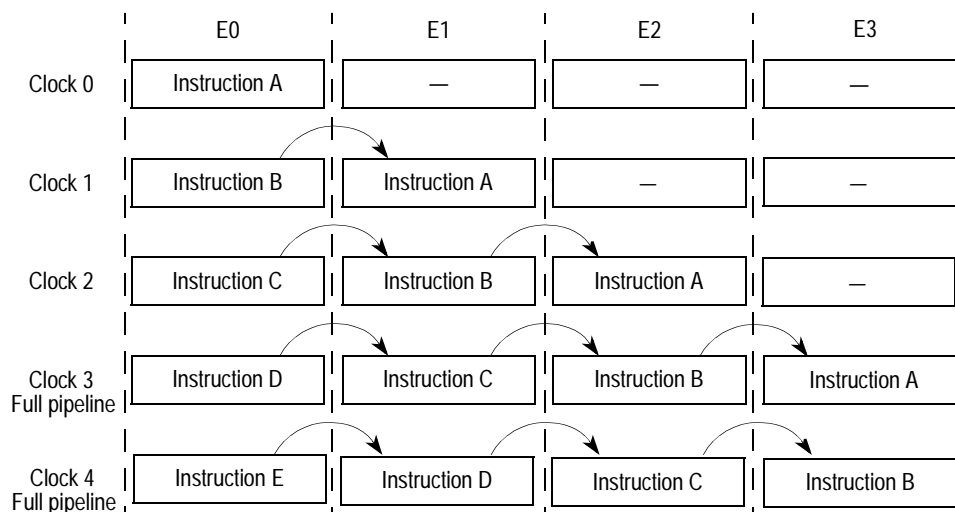 E0 E1 E2 E3
Clock 0 Instruction A — — —
Clock 1 Instruction B Instruction A — —
Clock 2 Instruction C Instruction B Instruction A —
Clock 3 Instruction D Instruction C Instruction B Instruction A
Full pipeline
Clock 4 Instruction E Instruction D Instruction C Instruction B
Full pipeline